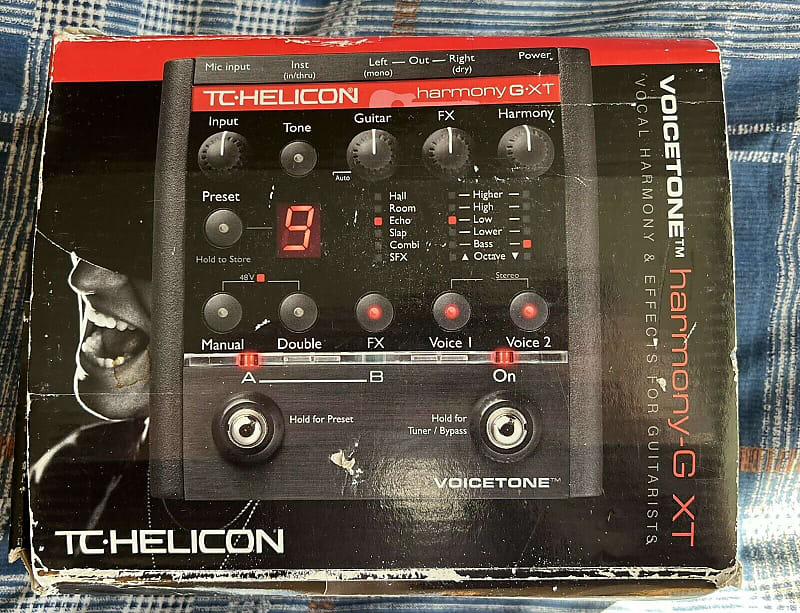 Mic input
Inst
(in/thru)
Left — Out — Right
(mono) (dry)
Power
TC·HELICON®
harmony G·XT
Input
Tone
Guitar
FX
Harmony
Auto
Preset
9
Hold to Store
Hall
Room
Echo
Slap
Combi
SFX
Higher
High
Low
Lower
Bass
▲ Octave ▼
48V
Stereo
Manual
Double
FX
Voice 1
Voice 2
A
B
On
Hold for Preset
Hold for
Tuner / Bypass
VOICETONE™
TC·HELICON
VOICETONE™ harmony-G XT
VOCAL HARMONY & EFFECTS FOR GUITARISTS